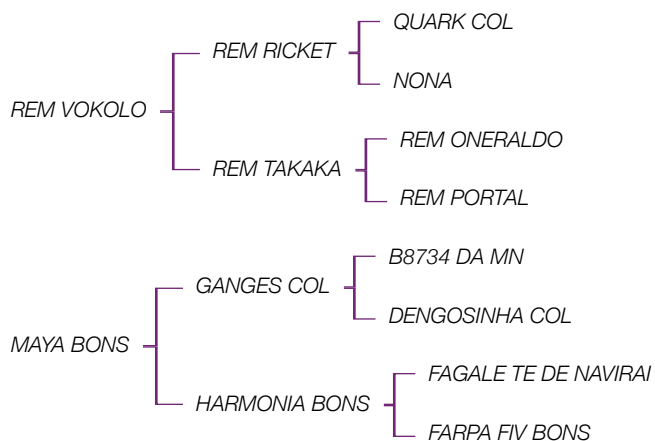 QUARK COL
REM RICKET
NONA
REM VOKOLO
REM ONERALDO
REM TAKAKA
REM PORTAL
B8734 DA MN
GANGES COL
DENGOSINHA COL
MAYA BONS
FAGALE TE DE NAVIRAI
HARMONIA BONS
FARPA FIV BONS